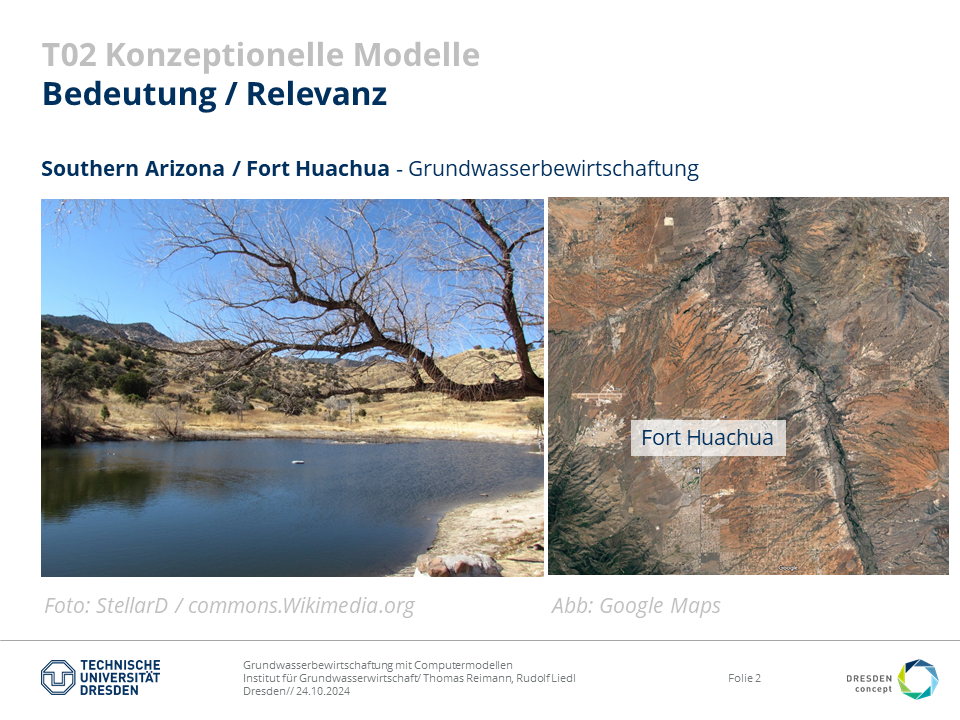 T02 Konzeptionelle Modelle
Bedeutung / Relevanz
Southern Arizona / Fort Huachua - Grundwasserbewirtschaftung
Fort Huachua
Google
Foto: StellarD / commons.Wikimedia.org
Abb: Google Maps
TECHNISCHE
UNIVERSITÄT
DRESDEN
Grundwasserbewirtschaftung mit Computermodellen
Institut für Grundwasserwirtschaft/ Thomas Reimann, Rudolf Liedl
Dresden// 24.10.2024
Folie 2
DRESDEN
concept